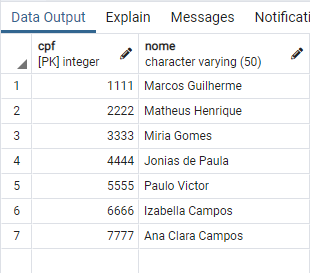 Data Output Explain Messages Notificati
cpf nome
[PK] integer character varying (50)
1 1111 Marcos Guilherme
2 2222 Matheus Henrique
3 3333 Miria Gomes
4 4444 Jonias de Paula
5 5555 Paulo Victor
6 6666 Izabella Campos
7 7777 Ana Clara Campos